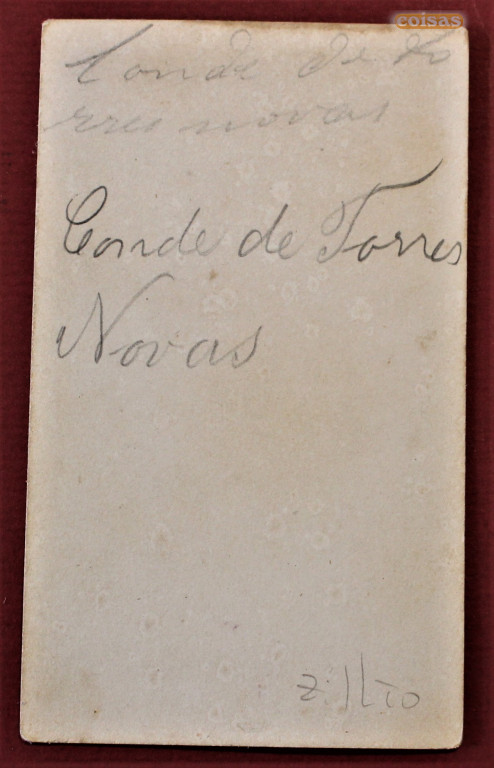 coisas
Conde de to
rres novas
Conde de Torres
Novas